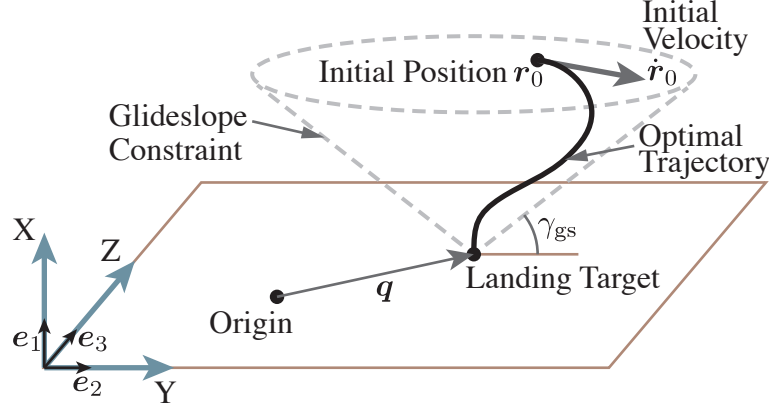 Initial
Velocity
Initial Position r₀
ṙ₀
Glideslope
Constraint
Optimal
Trajectory
X
Z
γgs
Landing Target
q
Origin
e₁
e₃
e₂
Y